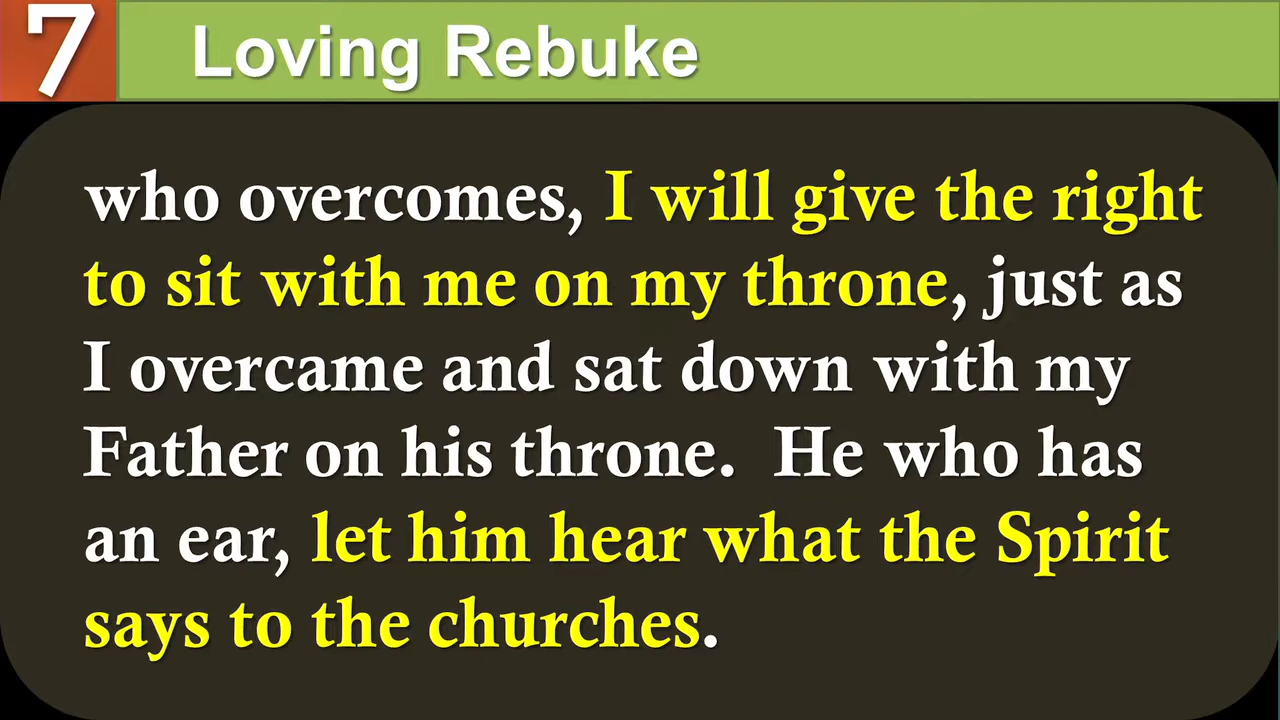 7 Loving Rebuke
who overcomes, I will give the right
to sit with me on my throne, just as
I overcame and sat down with my
Father on his throne.  He who has
an ear, let him hear what the Spirit
says to the churches.